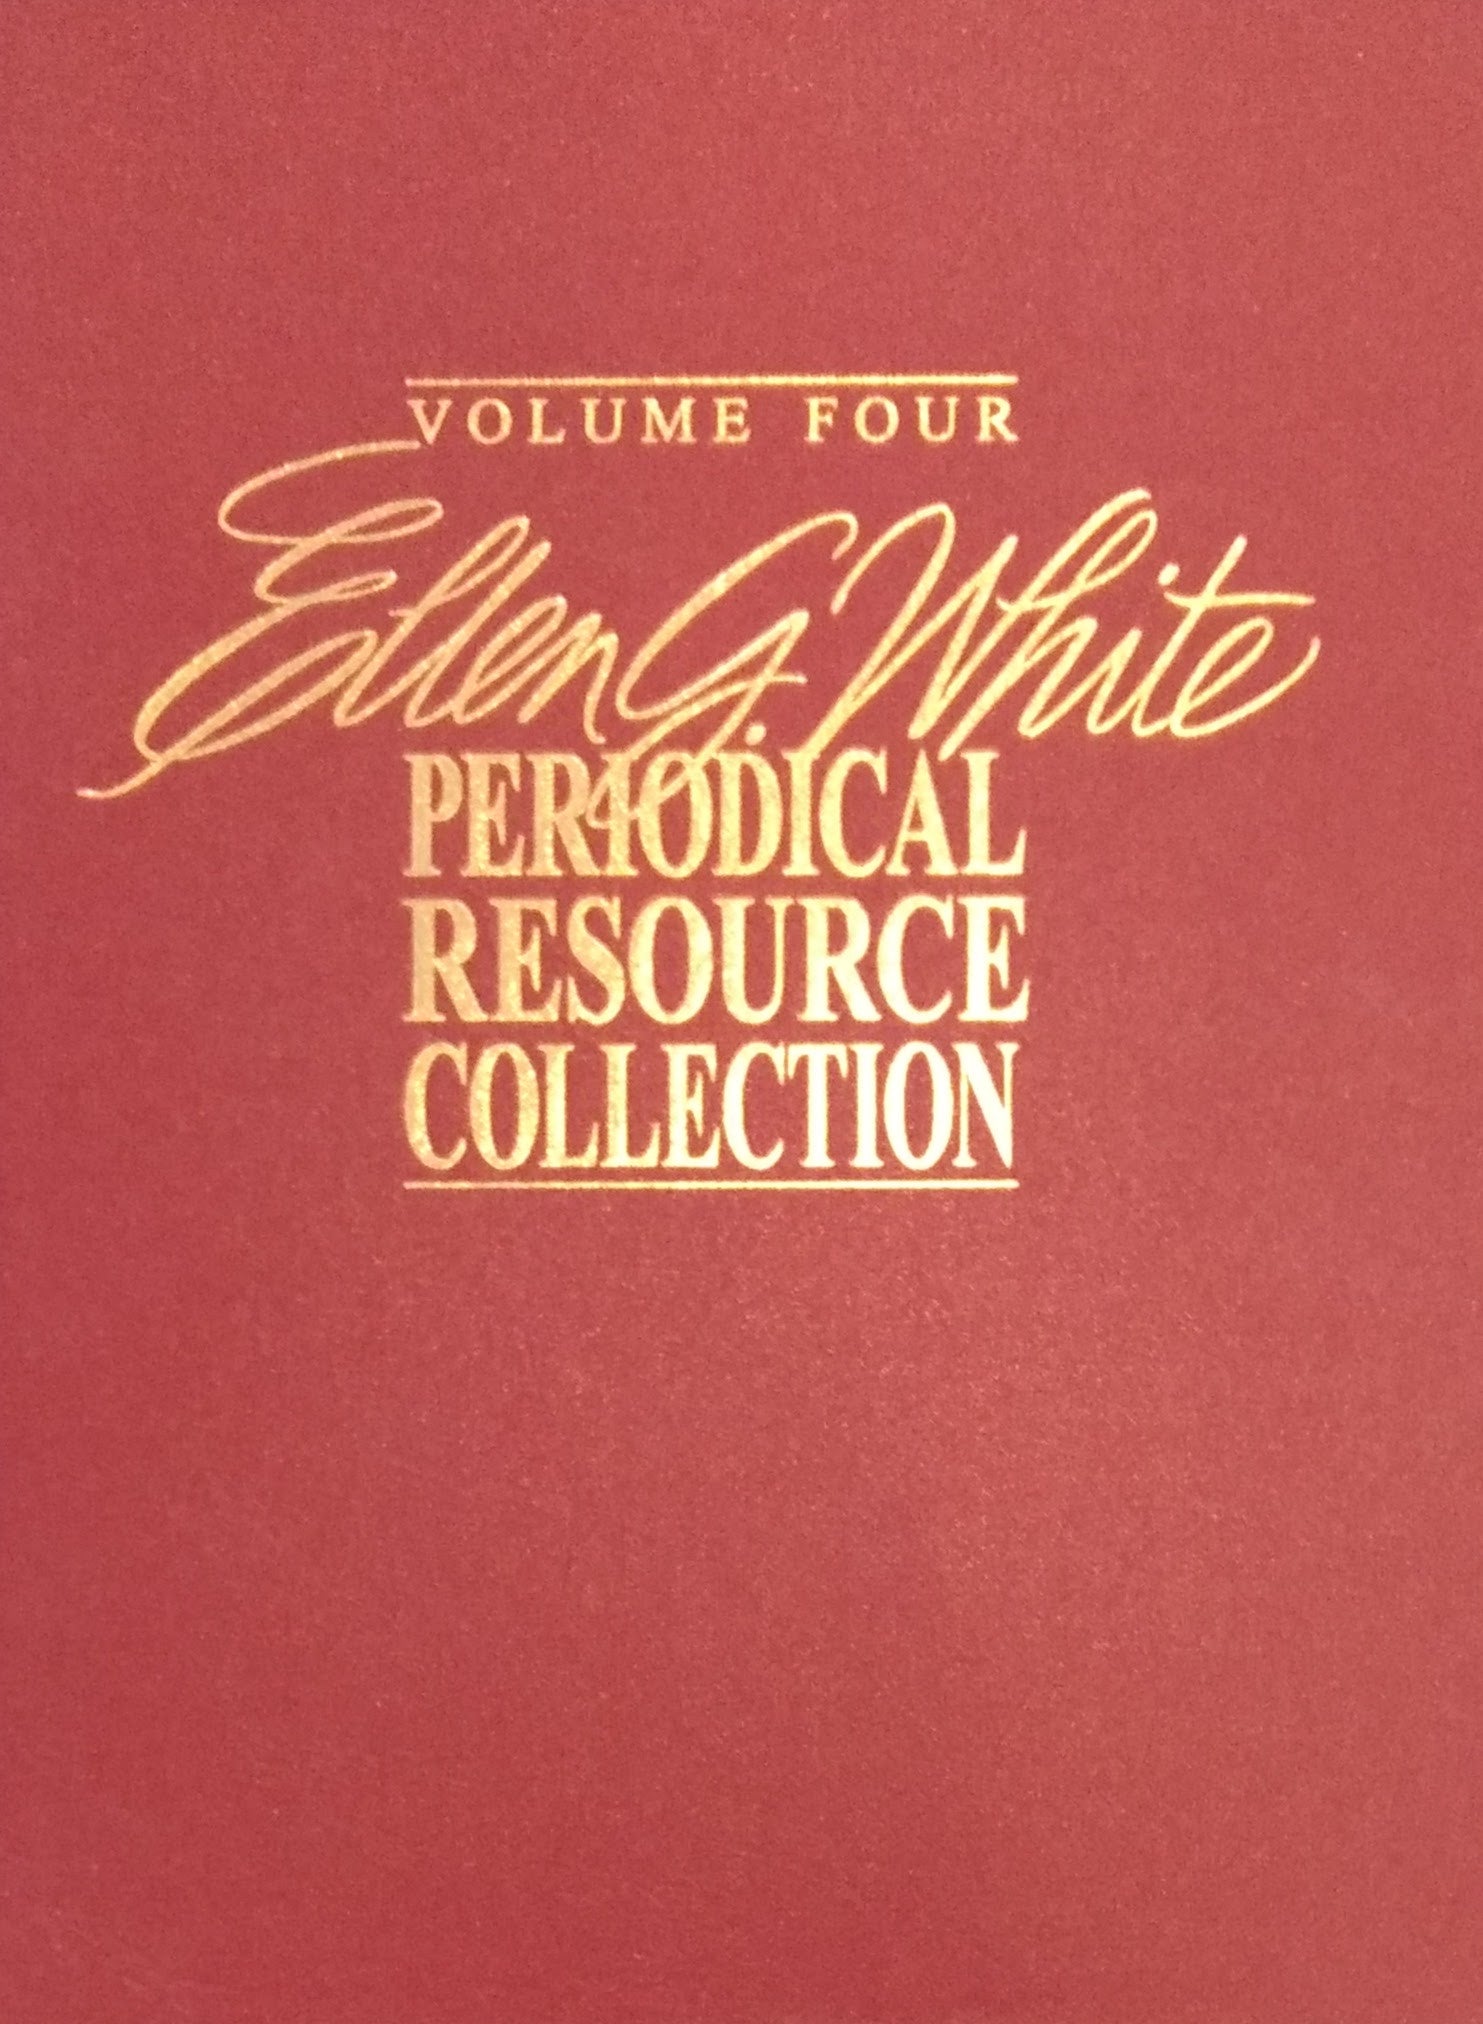 VOLUME FOUR
Ellen G. White
PERIODICAL
RESOURCE
COLLECTION